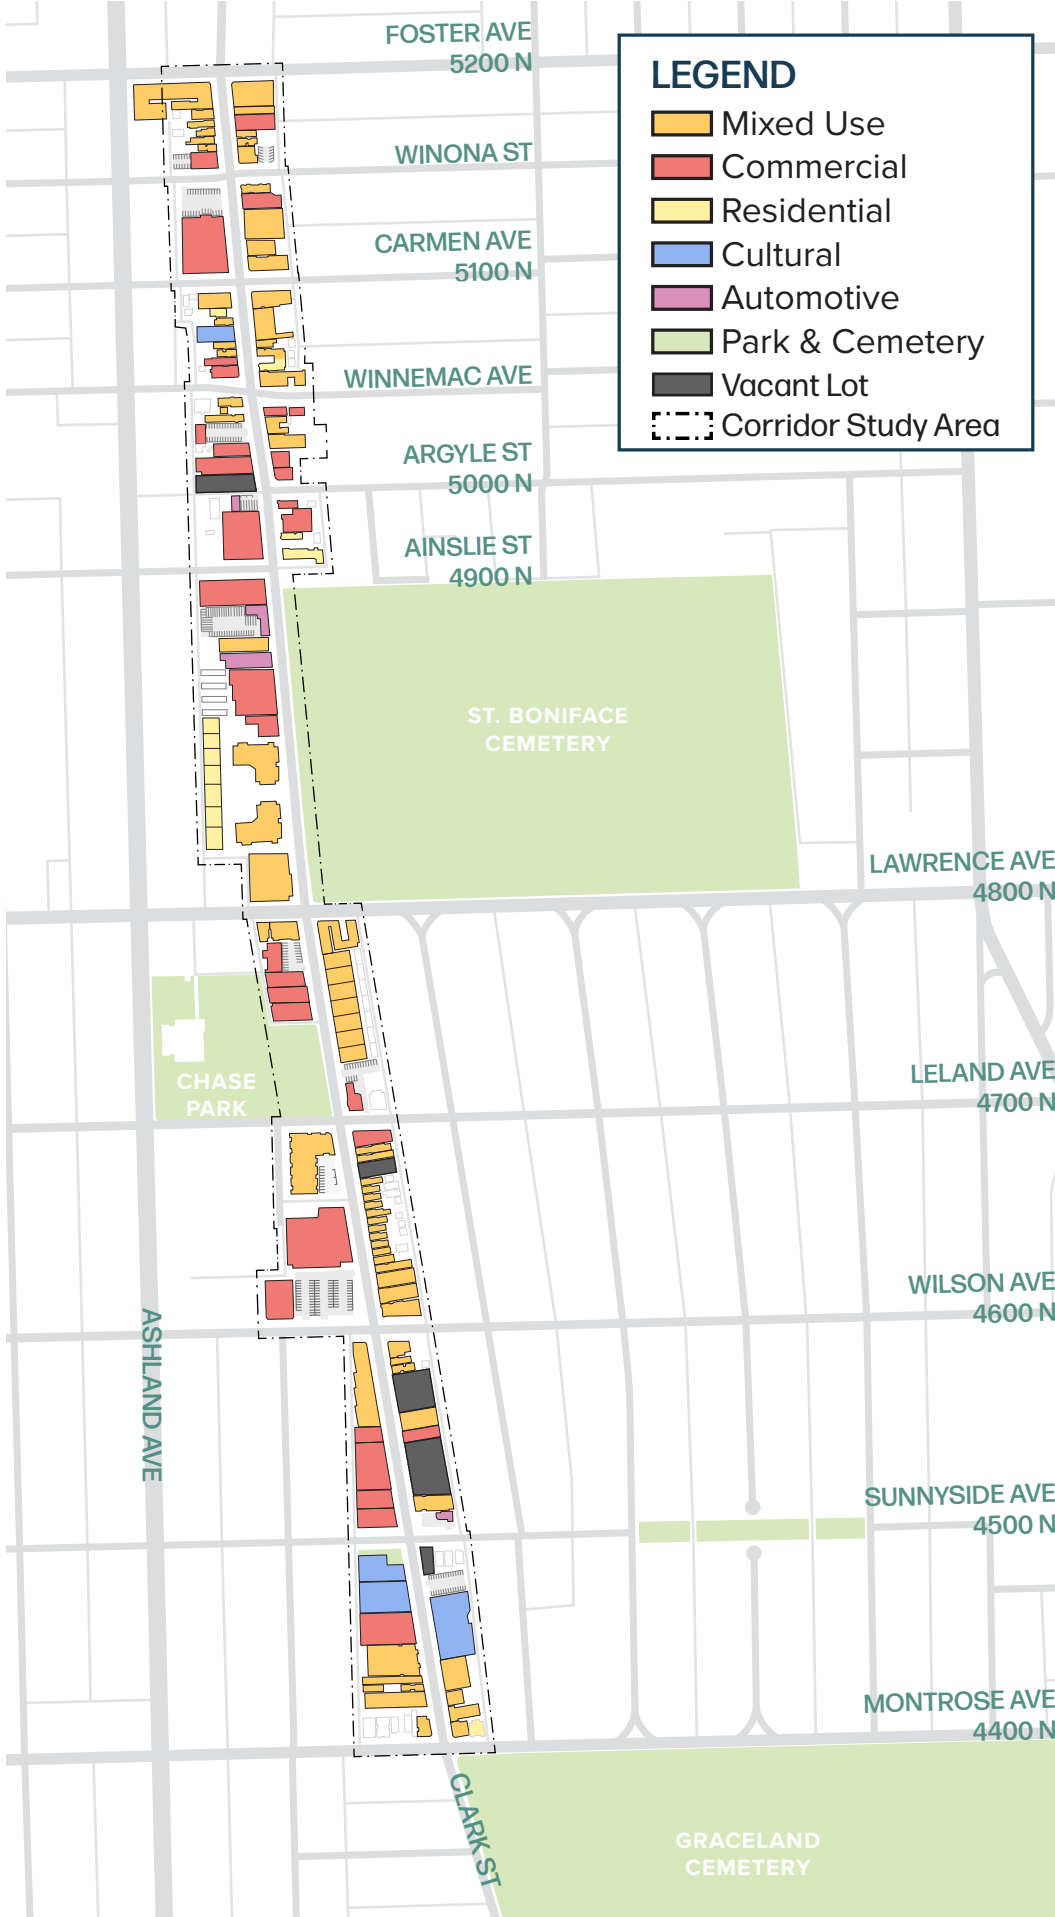 FOSTER AVE
5200 N
LEGEND
Mixed Use
Commercial
Residential
Cultural
Automotive
Park & Cemetery
Vacant Lot
Corridor Study Area
WINONA ST
CARMEN AVE
5100 N
WINNEMAC AVE
ARGYLE ST
5000 N
AINSLIE ST
4900 N
ST. BONIFACE
CEMETERY
LAWRENCE AVE
4800 N
CHASE
PARK
LELAND AVE
4700 N
WILSON AVE
4600 N
ASHLAND AVE
SUNNYSIDE AVE
4500 N
MONTROSE AVE
4400 N
CLARK ST
GRACELAND
CEMETERY